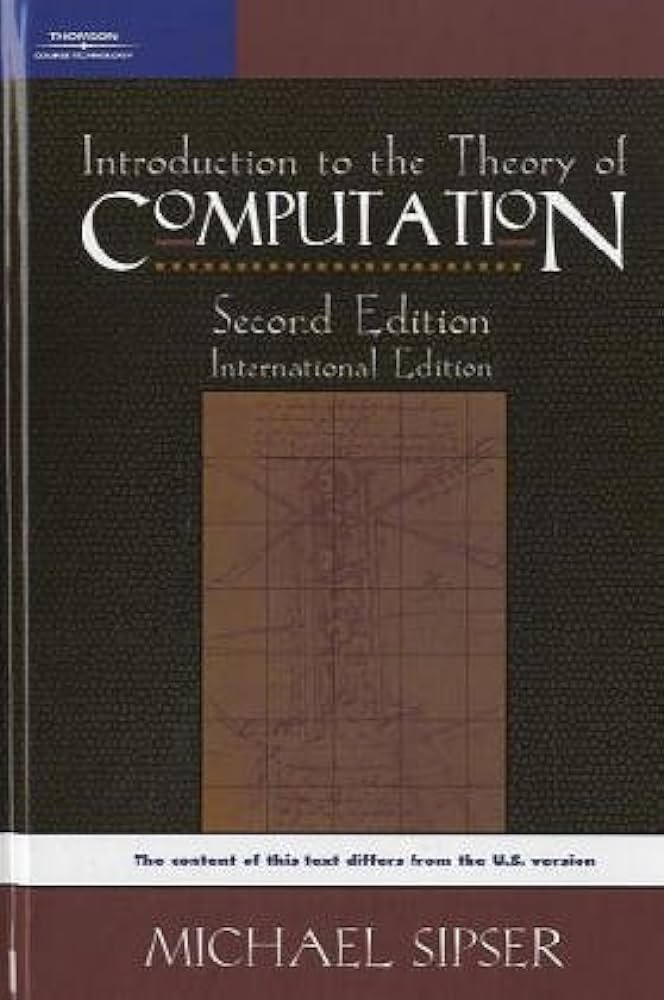 THOMSON
COURSE TECHNOLOGY
Introduction to the Theory of
COMPUTATION
Second Edition
International Edition
The content of this text differs from the U.S. version
MICHAEL SIPSER